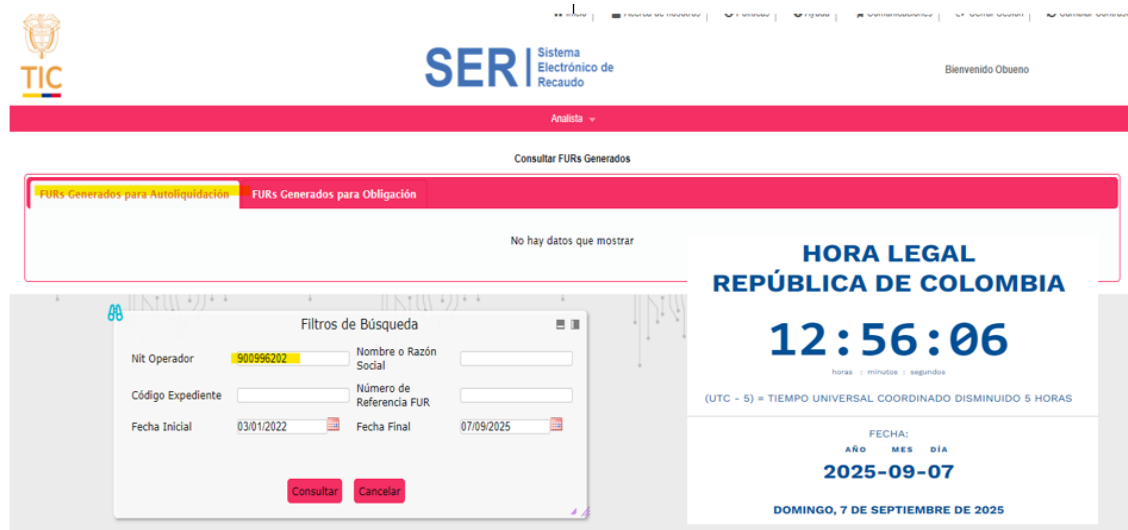 TIC
SER
Sistema
Electrónico de
Recaudo
Bienvenido Obueno
Analista
Consultar FURs Generados
FURs Generados para Autoliquidación
FURs Generados para Obligación
No hay datos que mostrar
Filtros de Búsqueda
Nit Operador
900996202
Nombre o Razón
Social
Código Expediente
Número de
Referencia FUR
Fecha Inicial
03/01/2022
Fecha Final
07/09/2025
Consultar
Cancelar
HORA LEGAL
REPÚBLICA DE COLOMBIA
12:56:06
horas : minutos : segundos
(UTC - 5) = TIEMPO UNIVERSAL COORDINADO DISMINUIDO 5 HORAS
FECHA:
AÑO MES DÍA
2025-09-07
DOMINGO, 7 DE SEPTIEMBRE DE 2025